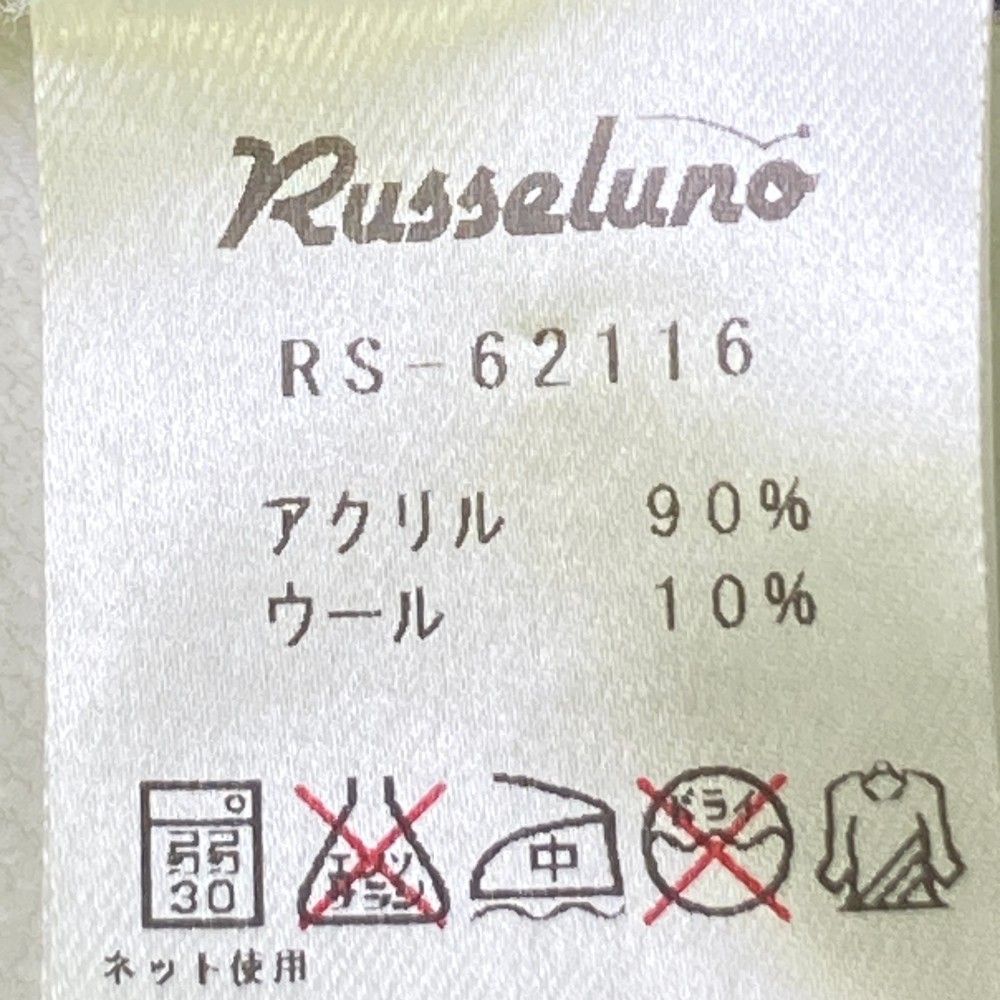 Russeluno
RS-62116
アクリル 90%
ウール 10%
弱 30
エンソ サラシ
中
ドライ
ネット使用